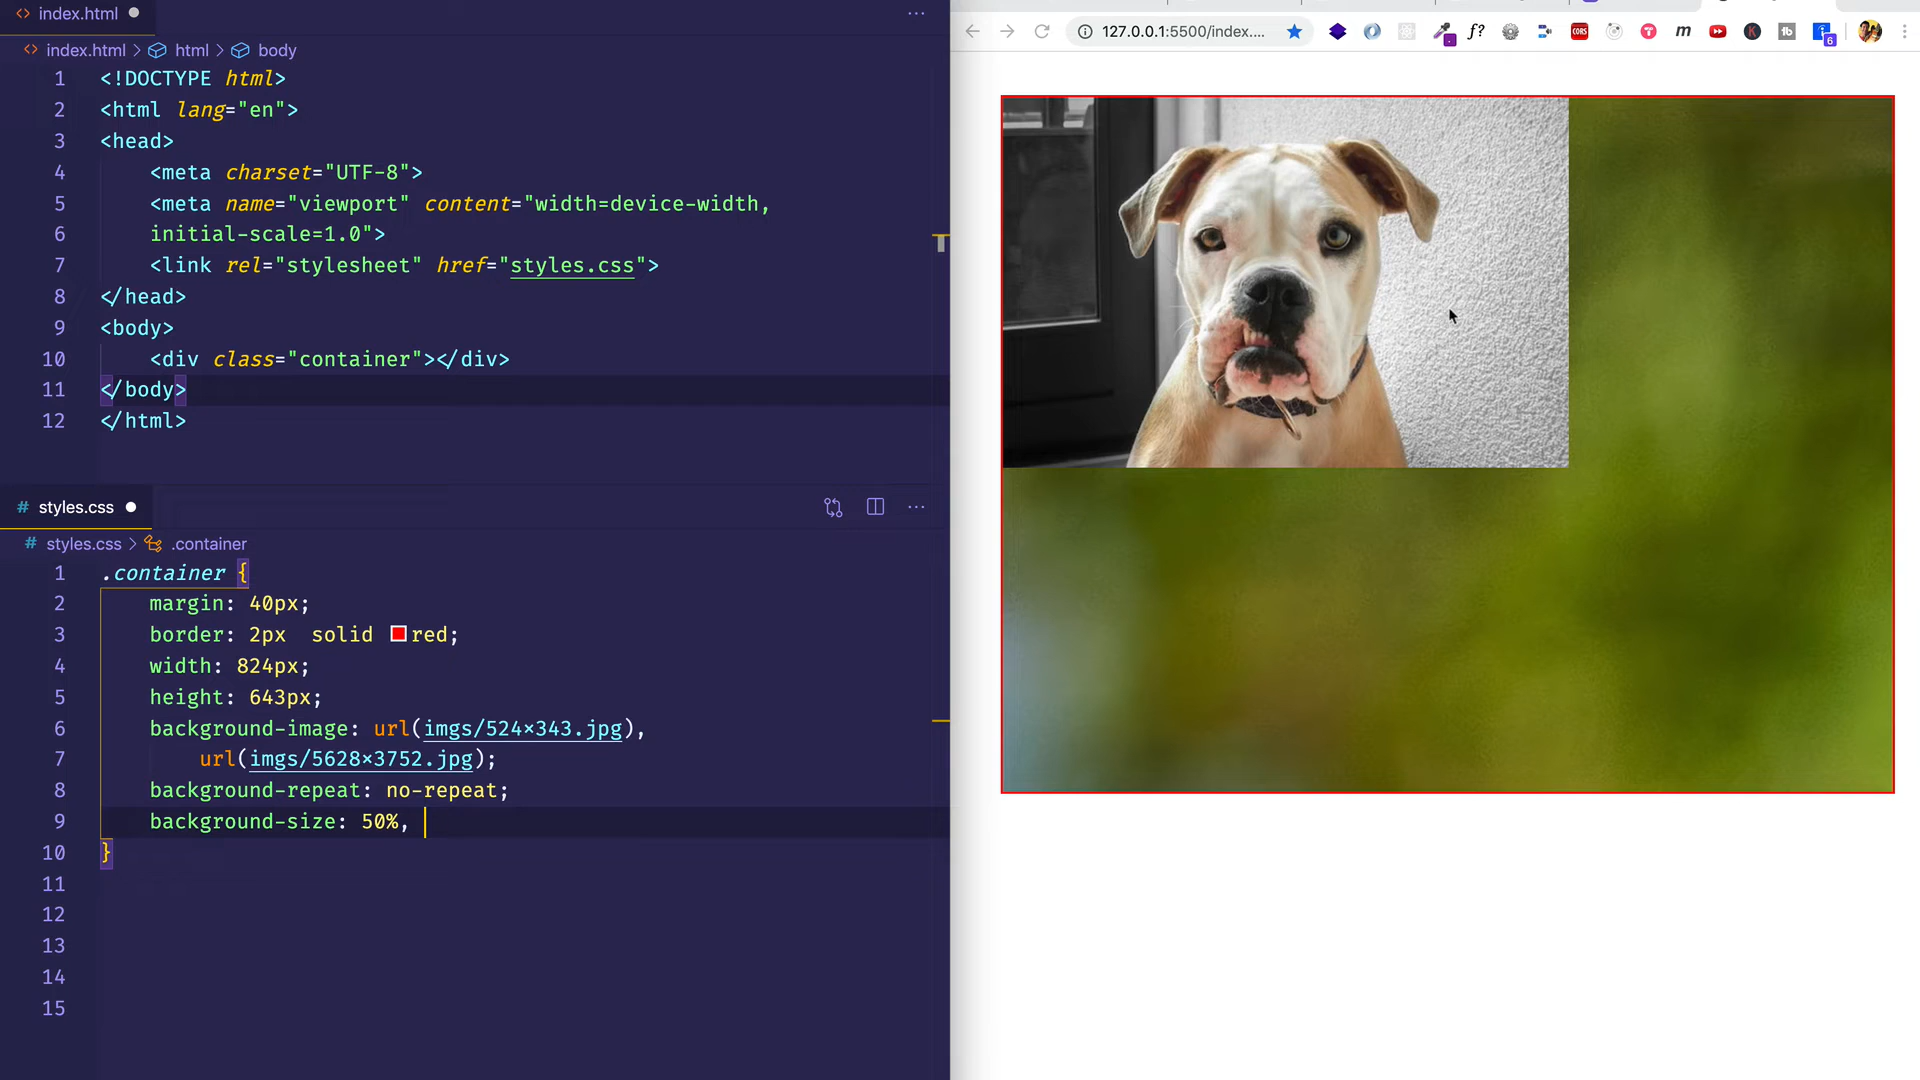 index.html
index.html > html > body
1 <!DOCTYPE html>
2 <html lang="en">
3 <head>
4 <meta charset="UTF-8">
5 <meta name="viewport" content="width=device-width,
6 initial-scale=1.0">
7 <link rel="stylesheet" href="styles.css">
8 </head>
9 <body>
10 <div class="container"></div>
11 </body>
12 </html>
styles.css
styles.css > .container
1 .container {
2 margin: 40px;
3 border: 2px  solid red;
4 width: 824px;
5 height: 643px;
6 background-image: url(imgs/524×343.jpg),
7 url(imgs/5628×3752.jpg);
8 background-repeat: no-repeat;
9 background-size: 50%,
10 }
11
12
13
14
15
127.0.0.1:5500/index....
f?
CORS
m
tb
6